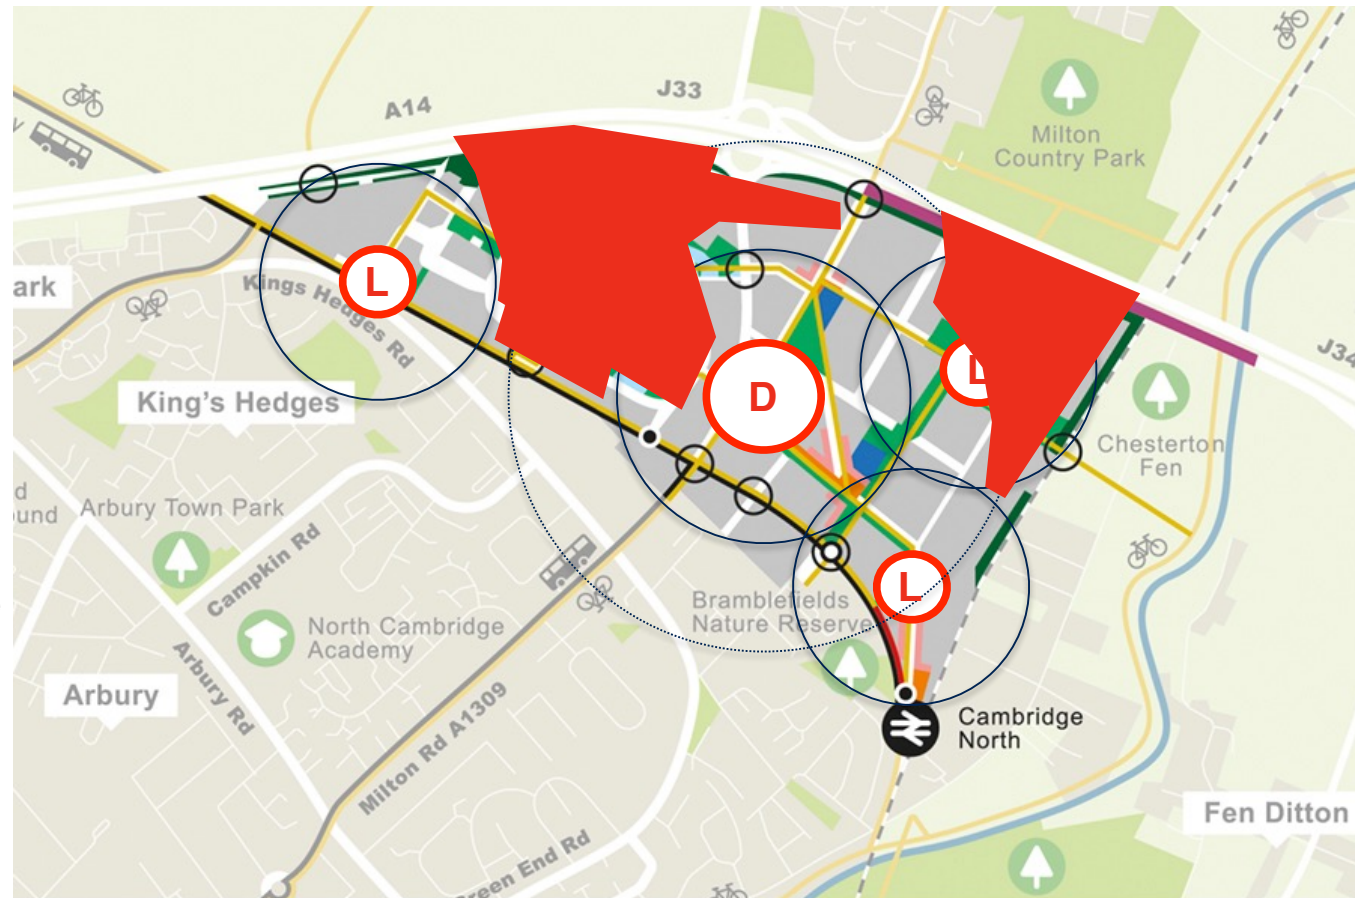 J33
A14
Milton
Country Park
ark
L
Kings Hedges Rd
J34
King's Hedges
D
L
Chesterton
Fen
Arbury Town Park
d
ound
Campkin Rd
L
Bramblefields
Nature Reserve
North Cambridge
Academy
Arbury
Arbury Rd
Milton Rd A1309
Cambridge
North
Fen Ditton
Green End Rd